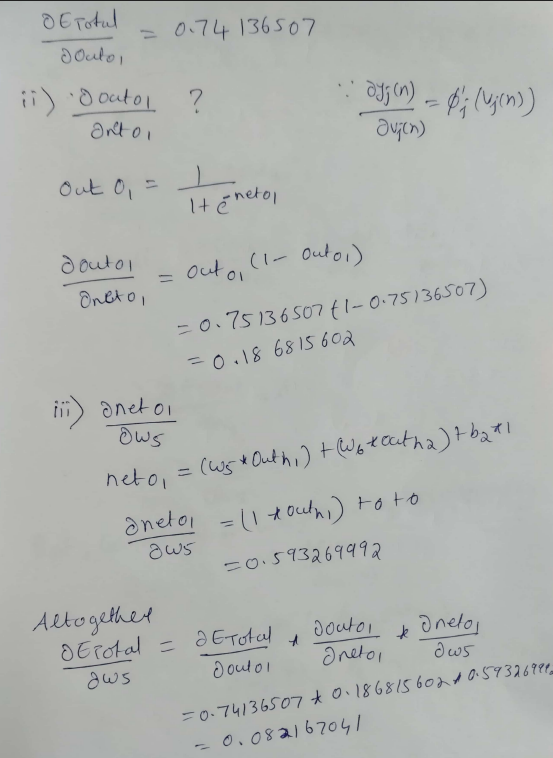 ∂ETotal/∂outo₁ = 0.74136507
ii) ∂outo1/∂neto1 ? ∵ ∂yj(n)/∂vj(n) = φ'j(vj(n))
out o₁ = 1/(1+e^-neto1)
∂outo1/∂neto1 = outo1 (1- outo1)
= 0.75136507 (1-0.75136507)
= 0.186815602
iii) ∂neto1/∂w5
neto₁ = (w5*outh₁) + (w6*outh2) + b2*1
∂neto1/∂w5 = (1*outh1) +0+0
= 0.593269992
Altogether
∂ETotal/∂w5 = ∂ETotal/∂outo1 * ∂outo1/∂neto1 * ∂neto1/∂w5
= 0.74136507 * 0.186815602 * 0.593269992
= 0.082167041